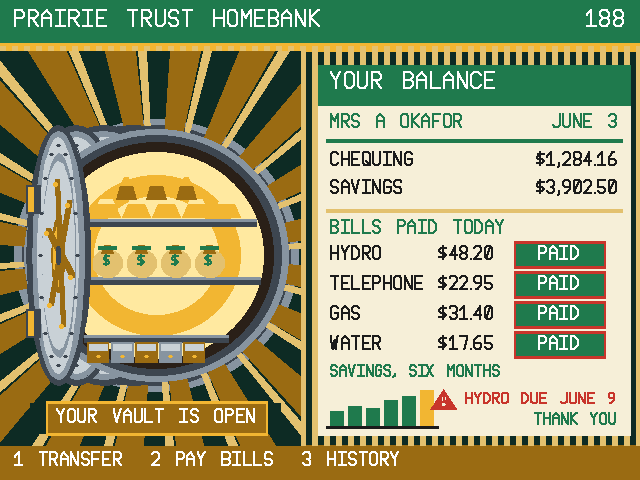 PRAIRIE TRUST HOMEBANK 188
YOUR BALANCE
MRS A OKAFOR JUNE 3
CHEQUING $1,284.16
SAVINGS $3,902.50
BILLS PAID TODAY
HYDRO $48.20 PAID
TELEPHONE $22.95 PAID
GAS $31.40 PAID
WATER $17.65 PAID
SAVINGS, SIX MONTHS
! HYDRO DUE JUNE 9
THANK YOU
$ $ $ $
YOUR VAULT IS OPEN
1 TRANSFER 2 PAY BILLS 3 HISTORY